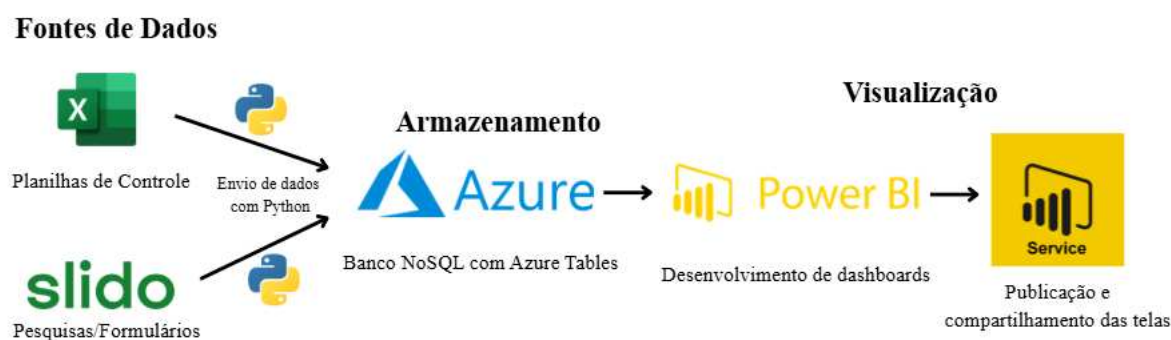 Fontes de Dados
X
Planilhas de Controle
Envio de dados
com Python
slido
Pesquisas/Formulários
Armazenamento
Azure
Banco NoSQL com Azure Tables
Visualização
Power BI
Desenvolvimento de dashboards
Service
Publicação e
compartilhamento das telas